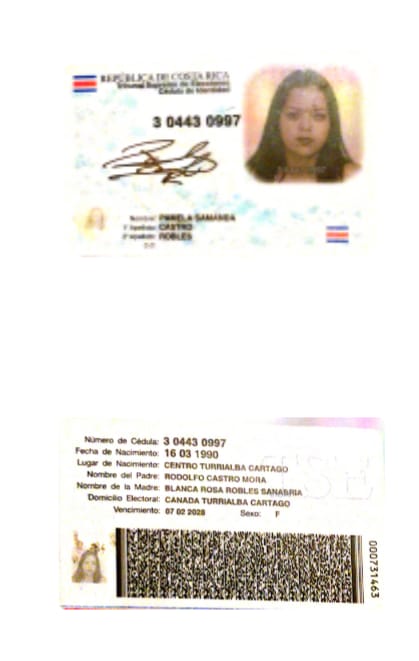 REPÚBLICA DE COSTA RICA
Tribunal Supremo de Elecciones
Cédula de Identidad
3 0443 0997
Nombre: PAMELA SAMANBA
1° Apellido: CASTRO
2° Apellido: ROBLES
Número de Cédula: 3 0443 0997
Fecha de Nacimiento: 16 03 1990
Lugar de Nacimiento: CENTRO TURRIALBA CARTAGO
Nombre del Padre: RODOLFO CASTRO MORA
Nombre de la Madre: BLANCA ROSA ROBLES SANABRIA
Domicilio Electoral: CANADA TURRIALBA CARTAGO
Vencimiento: 07 02 2028 Sexo: F
TSE
000731463